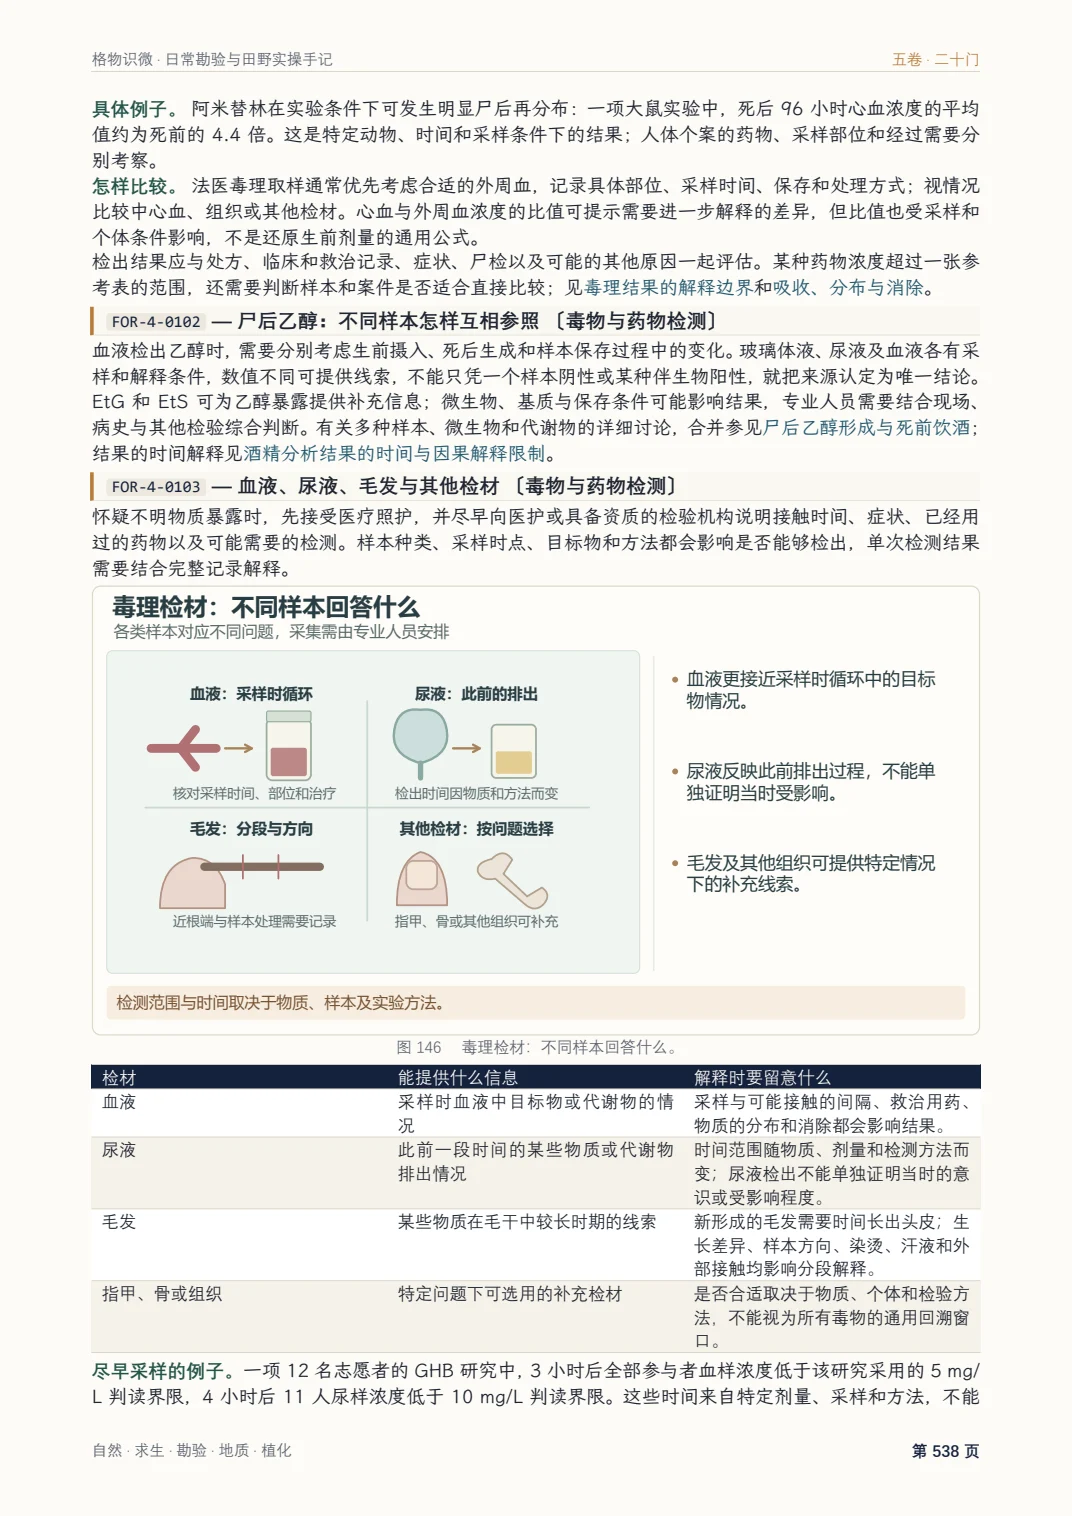 格物识微 · 日常勘验与田野实操手记
五卷 · 二十门
具体例子。 阿米替林在实验条件下可发生明显尸后再分布：一项大鼠实验中，死后 96 小时心血浓度的平均
值约为死前的 4.4 倍。这是特定动物、时间和采样条件下的结果；人体个案的药物、采样部位和经过需要分
别考察。
怎样比较。 法医毒理取样通常优先考虑合适的外周血，记录具体部位、采样时间、保存和处理方式；视情况
比较中心血、组织或其他检材。心血与外周血浓度的比值可提示需要进一步解释的差异，但比值也受采样和
个体条件影响，不是还原生前剂量的通用公式。
检出结果应与处方、临床和救治记录、症状、尸检以及可能的其他原因一起评估。某种药物浓度超过一张参
考表的范围，还需要判断样本和案件是否适合直接比较；见毒理结果的解释边界和吸收、分布与消除。
FOR-4-0102 — 尸后乙醇：不同样本怎样互相参照 〔毒物与药物检测〕
血液检出乙醇时，需要分别考虑生前摄入、死后生成和样本保存过程中的变化。玻璃体液、尿液及血液各有采
样和解释条件，数值不同可提供线索，不能只凭一个样本阴性或某种伴生物阳性，就把来源认定为唯一结论。
EtG 和 EtS 可为乙醇暴露提供补充信息；微生物、基质与保存条件可能影响结果，专业人员需要结合现场、
病史与其他检验综合判断。有关多种样本、微生物和代谢物的详细讨论，合并参见尸后乙醇形成与死前饮酒；
结果的时间解释见酒精分析结果的时间与因果解释限制。
FOR-4-0103 — 血液、尿液、毛发与其他检材 〔毒物与药物检测〕
怀疑不明物质暴露时，先接受医疗照护，并尽早向医护或具备资质的检验机构说明接触时间、症状、已经用
过的药物以及可能需要的检测。样本种类、采样时点、目标物和方法都会影响是否能够检出，单次检测结果
需要结合完整记录解释。
毒理检材：不同样本回答什么
各类样本对应不同问题，采集需由专业人员安排
血液：采样时循环
尿液：此前的排出
核对采样时间、部位和治疗
检出时间因物质和方法而变
毛发：分段与方向
其他检材：按问题选择
近根端与样本处理需要记录
指甲、骨或其他组织可补充
• 血液更接近采样时循环中的目标
物情况。
• 尿液反映此前排出过程，不能单
独证明当时受影响。
• 毛发及其他组织可提供特定情况
下的补充线索。
检测范围与时间取决于物质、样本及实验方法。
图 146 毒理检材：不同样本回答什么。
检材 能提供什么信息 解释时要留意什么
血液 采样时血液中目标物或代谢物的情 采样与可能接触的间隔、救治用药、
况 物质的分布和消除都会影响结果。
尿液 此前一段时间的某些物质或代谢物 时间范围随物质、剂量和检测方法而
排出情况 变；尿液检出不能单独证明当时的意
识或受影响程度。
毛发 某些物质在毛干中较长时期的线索 新形成的毛发需要时间长出头皮；生
长差异、样本方向、染烫、汗液和外
部接触均影响分段解释。
指甲、骨或组织 特定问题下可选用的补充检材 是否合适取决于物质、个体和检验方
法，不能视为所有毒物的通用回溯窗
口。
尽早采样的例子。一项 12 名志愿者的 GHB 研究中，3 小时后全部参与者血样浓度低于该研究采用的 5 mg/
L 判读界限，4 小时后 11 人尿样浓度低于 10 mg/L 判读界限。这些时间来自特定剂量、采样和方法，不能
自然 · 求生 · 勘验 · 地质 · 植化
第 538 页